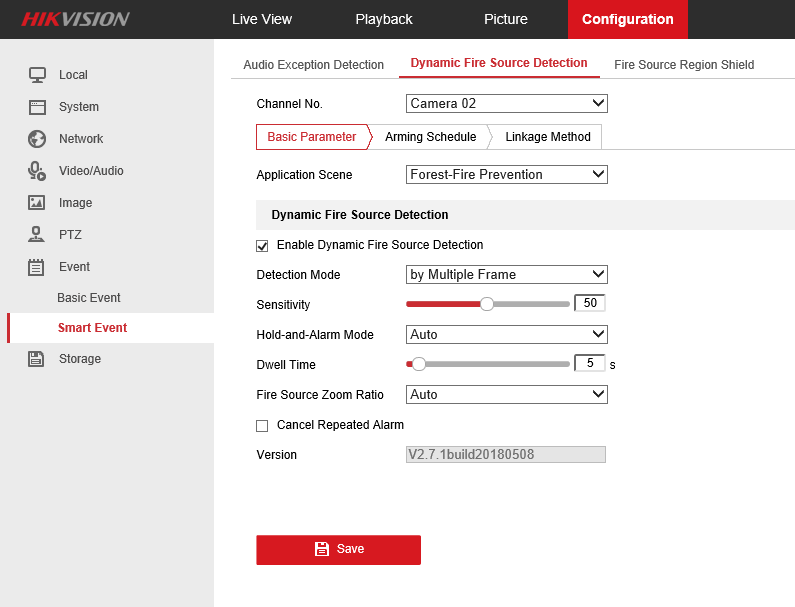 HIKVISION Live View Playback Picture Configuration
Local
System
Network
Video/Audio
Image
PTZ
Event
Basic Event
Smart Event
Storage
Audio Exception Detection Dynamic Fire Source Detection Fire Source Region Shield
Channel No. Camera 02
Basic Parameter Arming Schedule Linkage Method
Application Scene Forest-Fire Prevention
Dynamic Fire Source Detection
Enable Dynamic Fire Source Detection
Detection Mode by Multiple Frame
Sensitivity 50
Hold-and-Alarm Mode Auto
Dwell Time 5 s
Fire Source Zoom Ratio Auto
Cancel Repeated Alarm
Version V2.7.1build20180508
Save